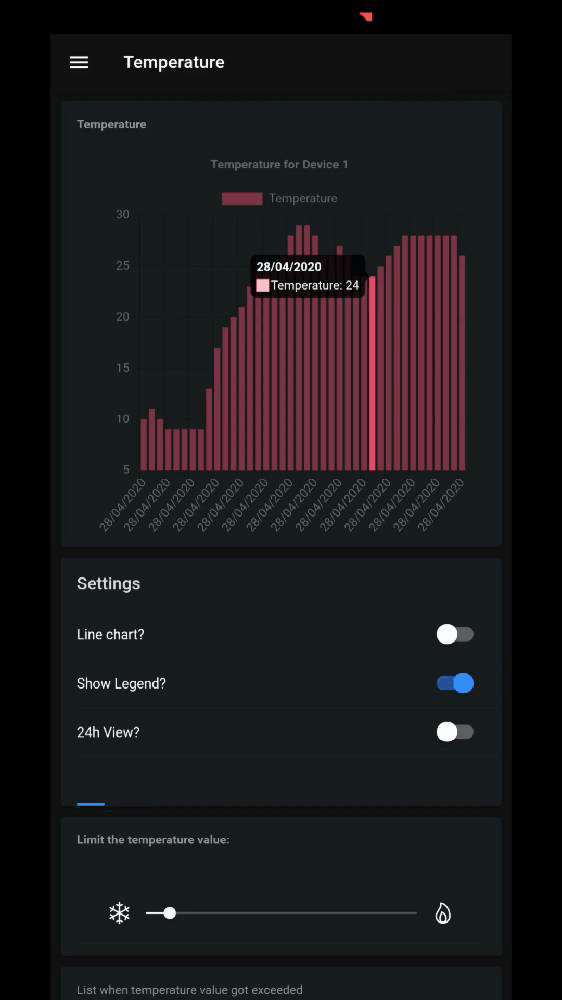 Temperature
Temperature
Temperature for Device 1
Temperature
30
25
20
15
10
5
28/04/2020
Temperature: 24
28/04/2020 28/04/2020 28/04/2020 28/04/2020 28/04/2020 28/04/2020 28/04/2020 28/04/2020 28/04/2020 28/04/2020 28/04/2020 28/04/2020 28/04/2020 28/04/2020
Settings
Line chart?
Show Legend?
24h View?
Limit the temperature value:
List when temperature value got exceeded